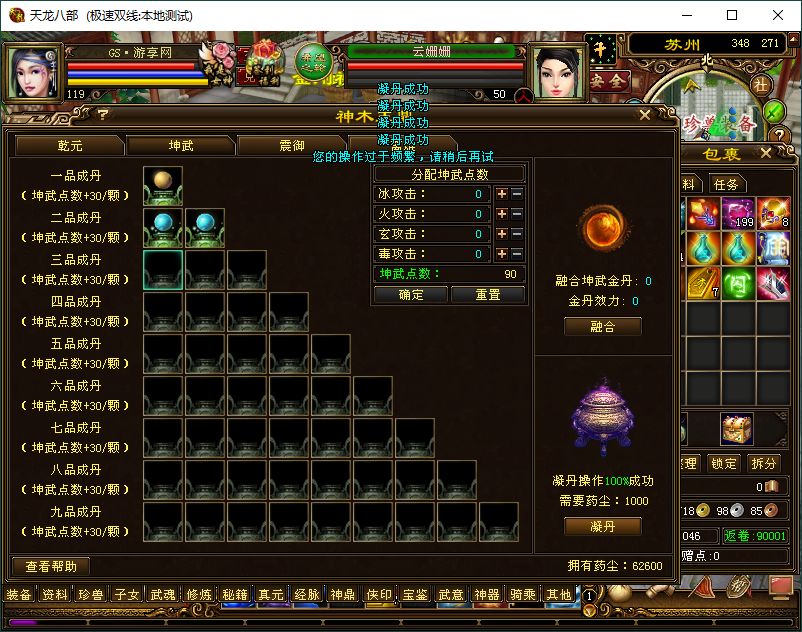 天龙八部 (极速双线:本地测试)
GS·游享网
云姗姗
119
50
苏州 348 271
北
安全
社
凝丹成功
凝丹成功
凝丹成功
凝丹成功
您的操作过于频繁，请稍后再试
? 神木
珍兽装备
?
包裹
乾元 坤武 震御
料 任务
一品成丹
(坤武点数+30/颗)
二品成丹
(坤武点数+30/颗)
三品成丹
(坤武点数+30/颗)
四品成丹
(坤武点数+30/颗)
五品成丹
(坤武点数+30/颗)
六品成丹
(坤武点数+30/颗)
七品成丹
(坤武点数+30/颗)
八品成丹
(坤武点数+30/颗)
九品成丹
(坤武点数+30/颗)
分配坤武点数
冰攻击： 0
火攻击： 0
玄攻击： 0
毒攻击： 0
坤武点数： 90
确定 重置
融合坤武金丹: 0
金丹效力: 0
融合
凝丹操作100%成功
需要药尘：1000
凝丹
查看帮助
拥有药尘：62600
199
8
7
理 锁定 拆分
0
18 98 85
046 返卷:90001
赠点:0
装备 资料 珍兽 子女 武魂 修炼 秘籍 真元 经脉 神鼎 侠印 宝鉴 武意 神器 骑乘 其他
1